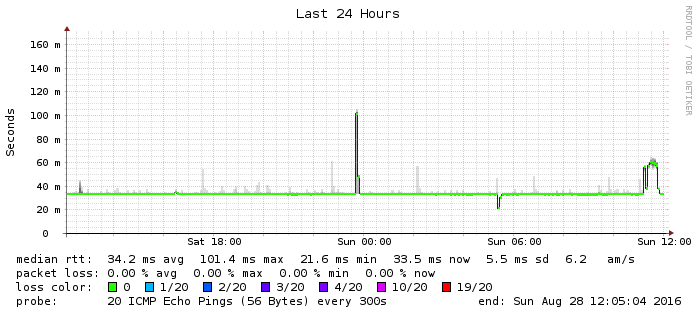 Last 24 Hours
RRDTOOL / TOBI OETIKER
Seconds
160 m
140 m
120 m
100 m
80 m
60 m
40 m
20 m
0
Sat 18:00 Sun 00:00 Sun 06:00 Sun 12:00
median rtt: 34.2 ms avg 101.4 ms max 21.6 ms min 33.5 ms now 5.5 ms sd 6.2 am/s
packet loss: 0.00 % avg 0.00 % max 0.00 % min 0.00 % now
loss color: 0 1/20 2/20 3/20 4/20 10/20 19/20
probe: 20 ICMP Echo Pings (56 Bytes) every 300s end: Sun Aug 28 12:05:04 2016